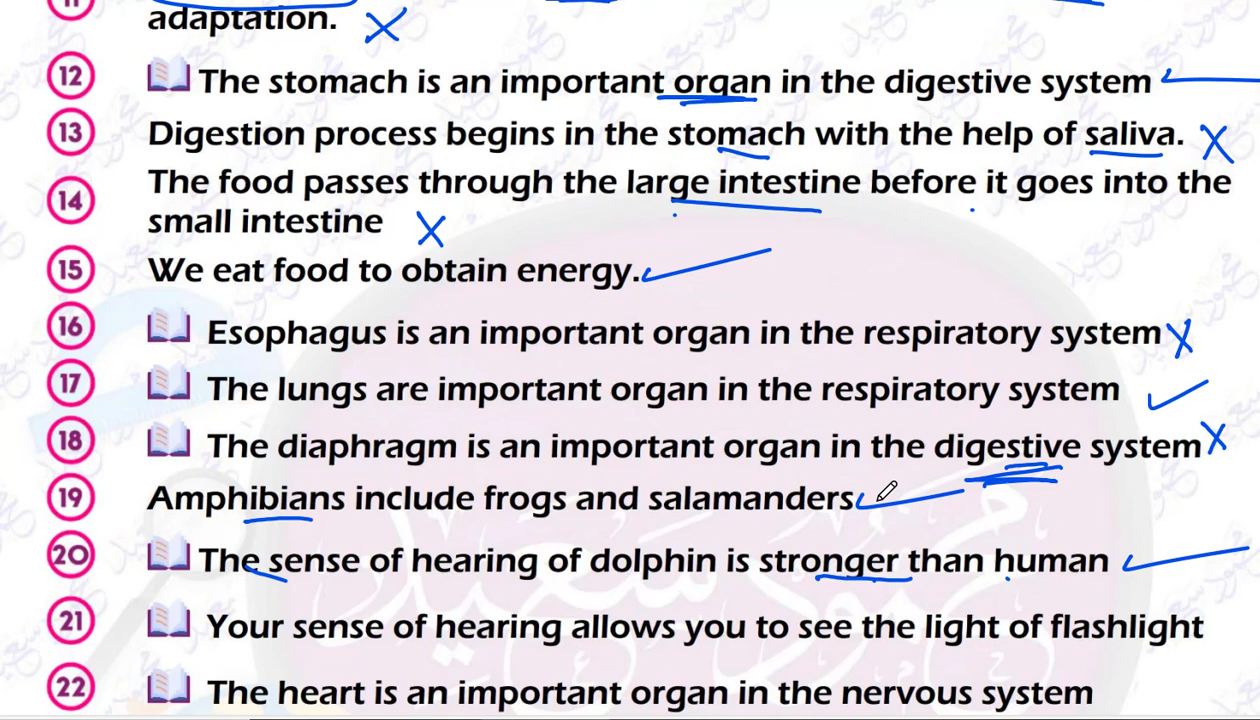 adaptation. X
12 The stomach is an important organ in the digestive system ✓
13 Digestion process begins in the stomach with the help of saliva. X
14 The food passes through the large intestine before it goes into the
small intestine X
15 We eat food to obtain energy. ✓
16 Esophagus is an important organ in the respiratory system X
17 The lungs are important organ in the respiratory system ✓
18 The diaphragm is an important organ in the digestive system X
19 Amphibians include frogs and salamanders ✓
20 The sense of hearing of dolphin is stronger than human ✓
21 Your sense of hearing allows you to see the light of flashlight
22 The heart is an important organ in the nervous system
محمود سعيد